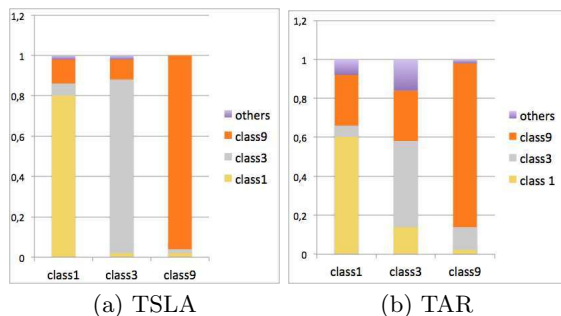 1,2
1
0,8
0,6
0,4
0,2
0
class1 class3 class9
others
class9
class3
class1
(a) TSLA
1,2
1
0,8
0,6
0,4
0,2
0
class1 class3 class9
others
class9
class3
class 1
(b) TAR